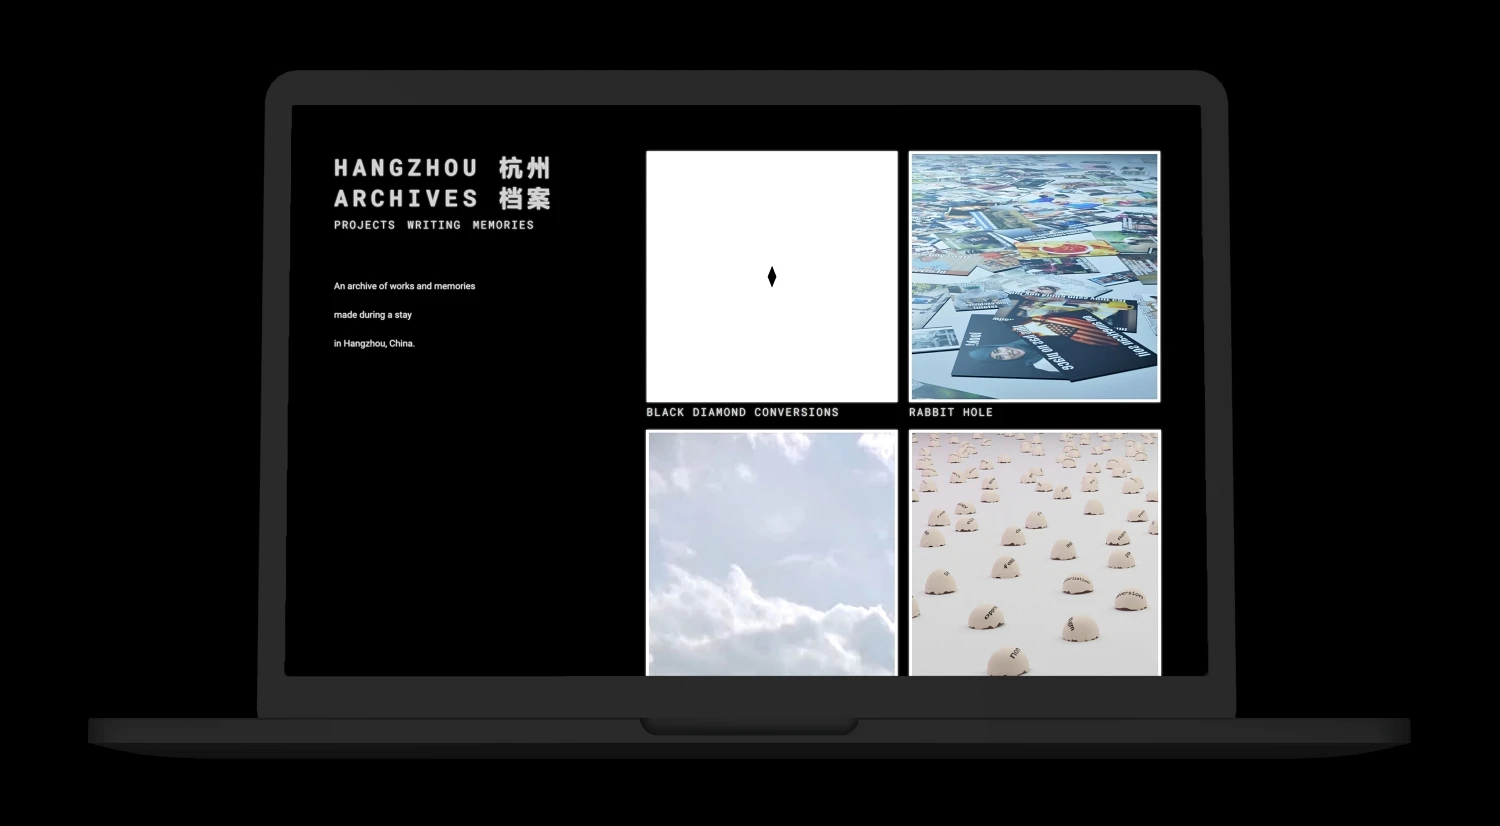 HANGZHOU 杭州
ARCHIVES 档案
PROJECTS WRITING MEMORIES
An archive of works and memories
made during a stay
in Hangzhou, China.
BLACK DIAMOND CONVERSIONS
RABBIT HOLE